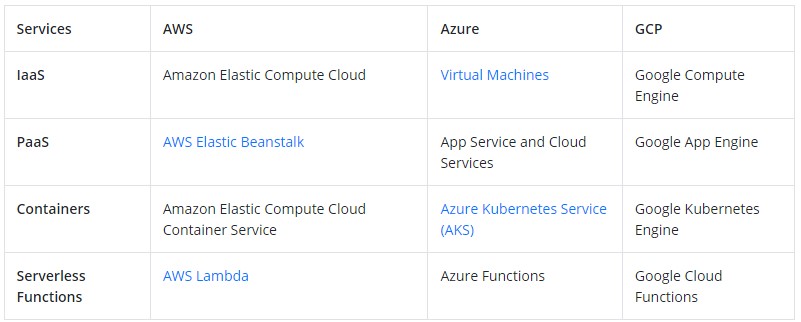 Services AWS Azure GCP
IaaS Amazon Elastic Compute Cloud Virtual Machines Google Compute
Engine
PaaS AWS Elastic Beanstalk App Service and Cloud Google App Engine
Services
Containers Amazon Elastic Compute Cloud Azure Kubernetes Service Google Kubernetes
Container Service (AKS) Engine
Serverless AWS Lambda Azure Functions Google Cloud
Functions Functions